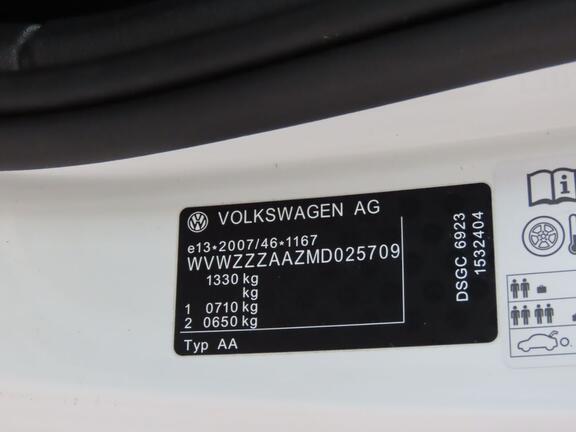 VOLKSWAGEN AG
e13*2007/46*1167
WVWZZZAAZMD025709
1330 kg
kg
1 0710 kg
2 0650 kg
Typ AA
DSGC 6923
1532404
i
0.